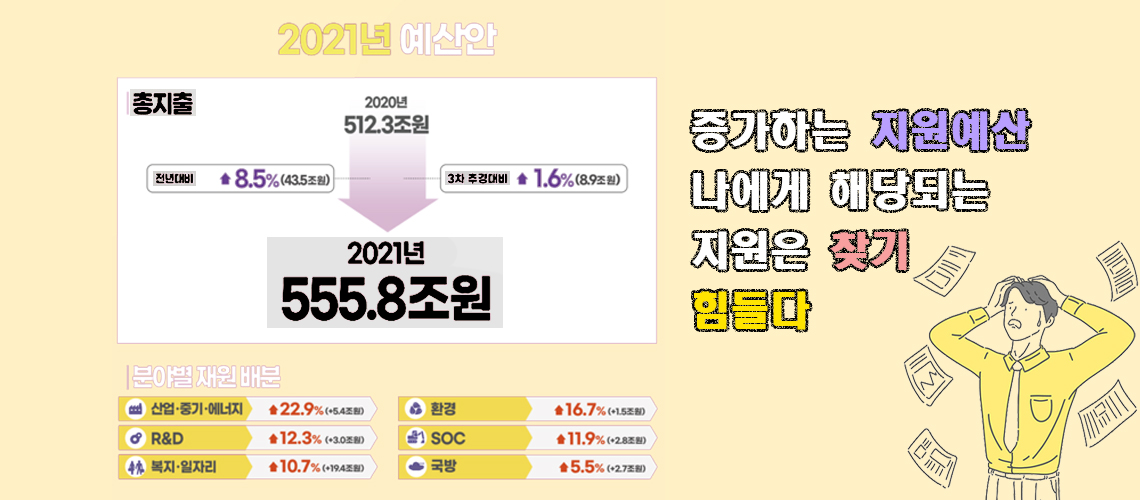 2021년 예산안
총지출
2020년
512.3조원
전년대비 8.5%(43.5조원)
3차 추경대비 1.6%(8.9조원)
2021년
555.8조원
분야별 재원 배분
산업·중기·에너지 22.9% (+5.4조원)
환경 16.7% (+1.5조원)
R&D 12.3% (+3.0조원)
SOC 11.9% (+2.8조원)
복지·일자리 10.7% (+19.4조원)
국방 5.5% (+2.7조원)
증가하는 지원예산
나에게 해당되는
지원은 찾기
힘들다